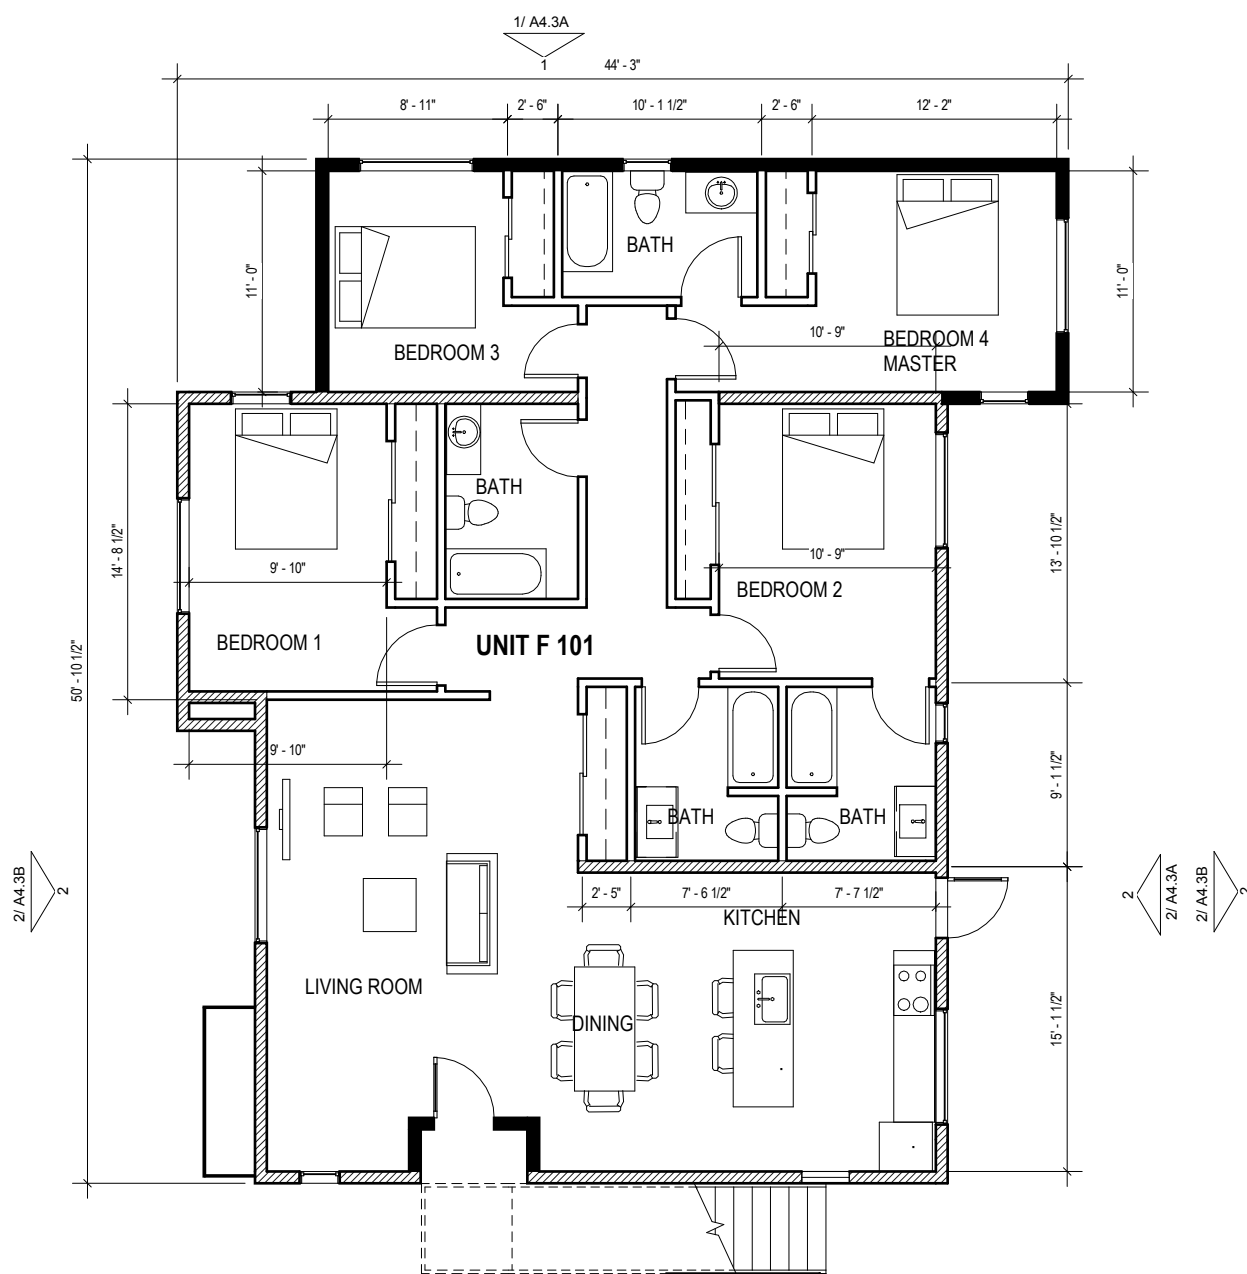 1/ A4.3A
1
44' - 3"
8' - 11"
2' - 6"
10' - 1 1/2"
2' - 6"
12' - 2"
BATH
11' - 0"
11' - 0"
10' - 9"
BEDROOM 3
BEDROOM 4
MASTER
BATH
14' - 8 1/2"
13' - 10 1/2"
9' - 10"
10' - 9"
BEDROOM 2
BEDROOM 1
UNIT F 101
50' - 10 1/2"
9' - 10"
9' - 1 1/2"
BATH
BATH
2/ A4.3B
2
2' - 5"
7' - 6 1/2"
7' - 7 1/2"
KITCHEN
2
2/ A4.3A
2/ A4.3B
2
LIVING ROOM
DINING
15' - 1 1/2"